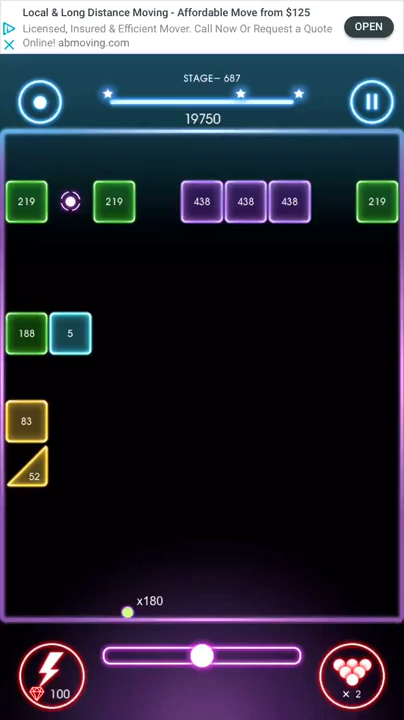 Local & Long Distance Moving - Affordable Move from $125
Licensed, Insured & Efficient Mover. Call Now Or Request a Quote
Online! abmoving.com
OPEN
STAGE- 687
19750
219 219 438 438 438 219
188 5
83
52
x180
100
× 2